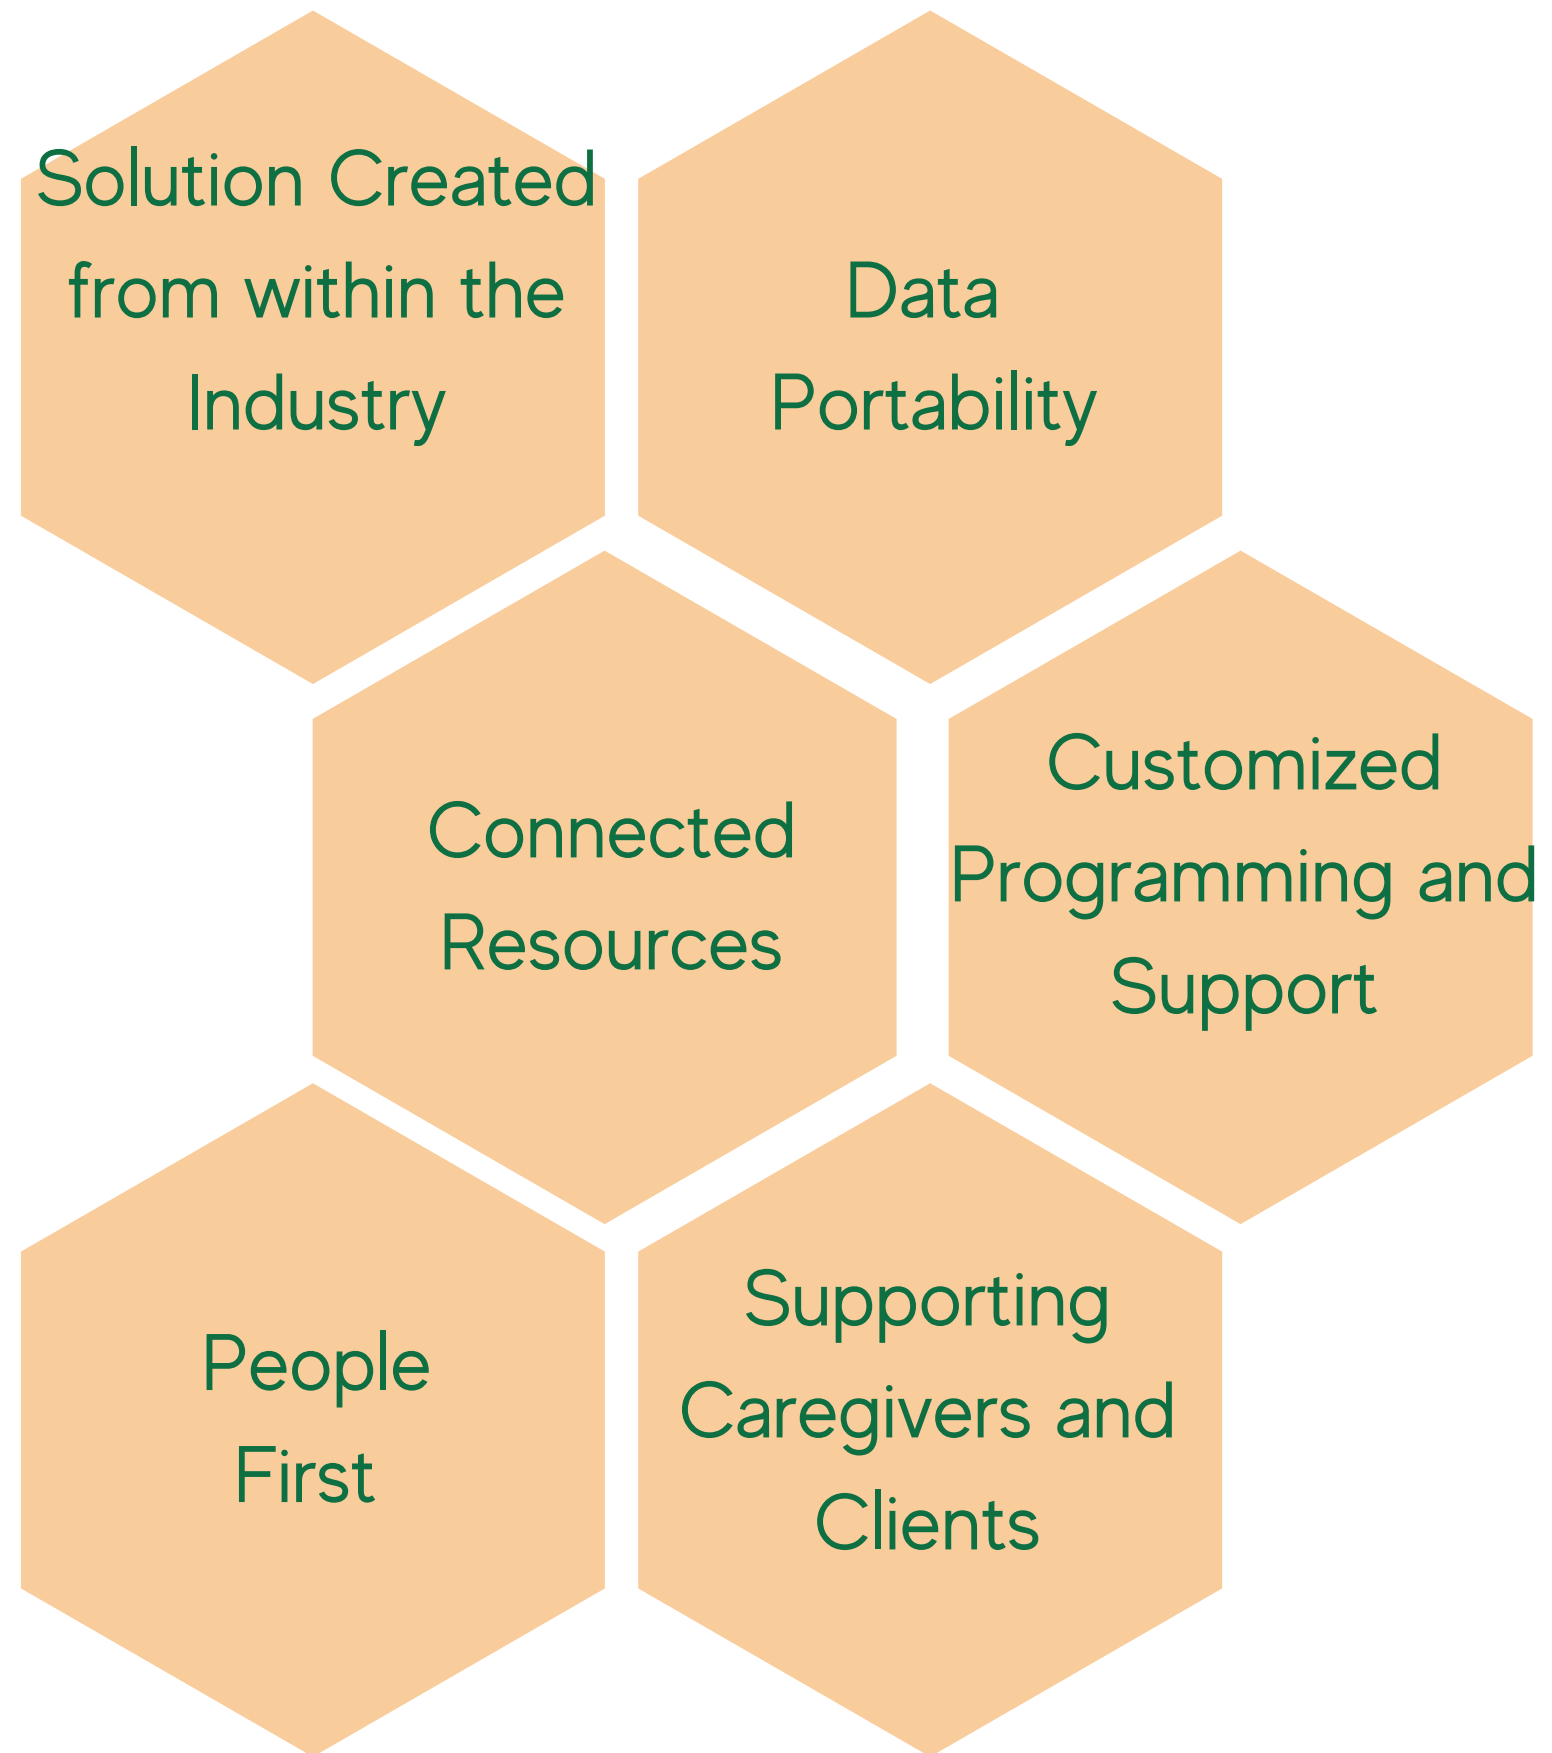 Solution Created
from within the
Industry
Data
Portability
Connected
Resources
Customized
Programming and
Support
People
First
Supporting
Caregivers and
Clients